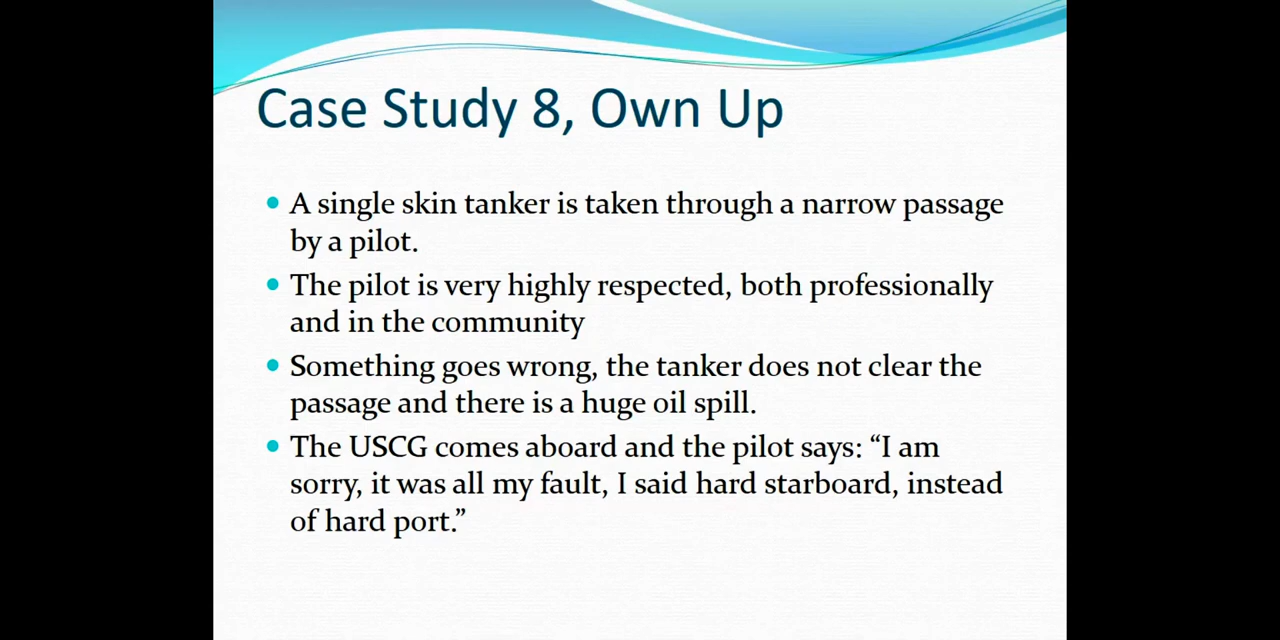 Case Study 8, Own Up
A single skin tanker is taken through a narrow passage
by a pilot.
The pilot is very highly respected, both professionally
and in the community
Something goes wrong, the tanker does not clear the
passage and there is a huge oil spill.
The USCG comes aboard and the pilot says: “I am
sorry, it was all my fault, I said hard starboard, instead
of hard port.”